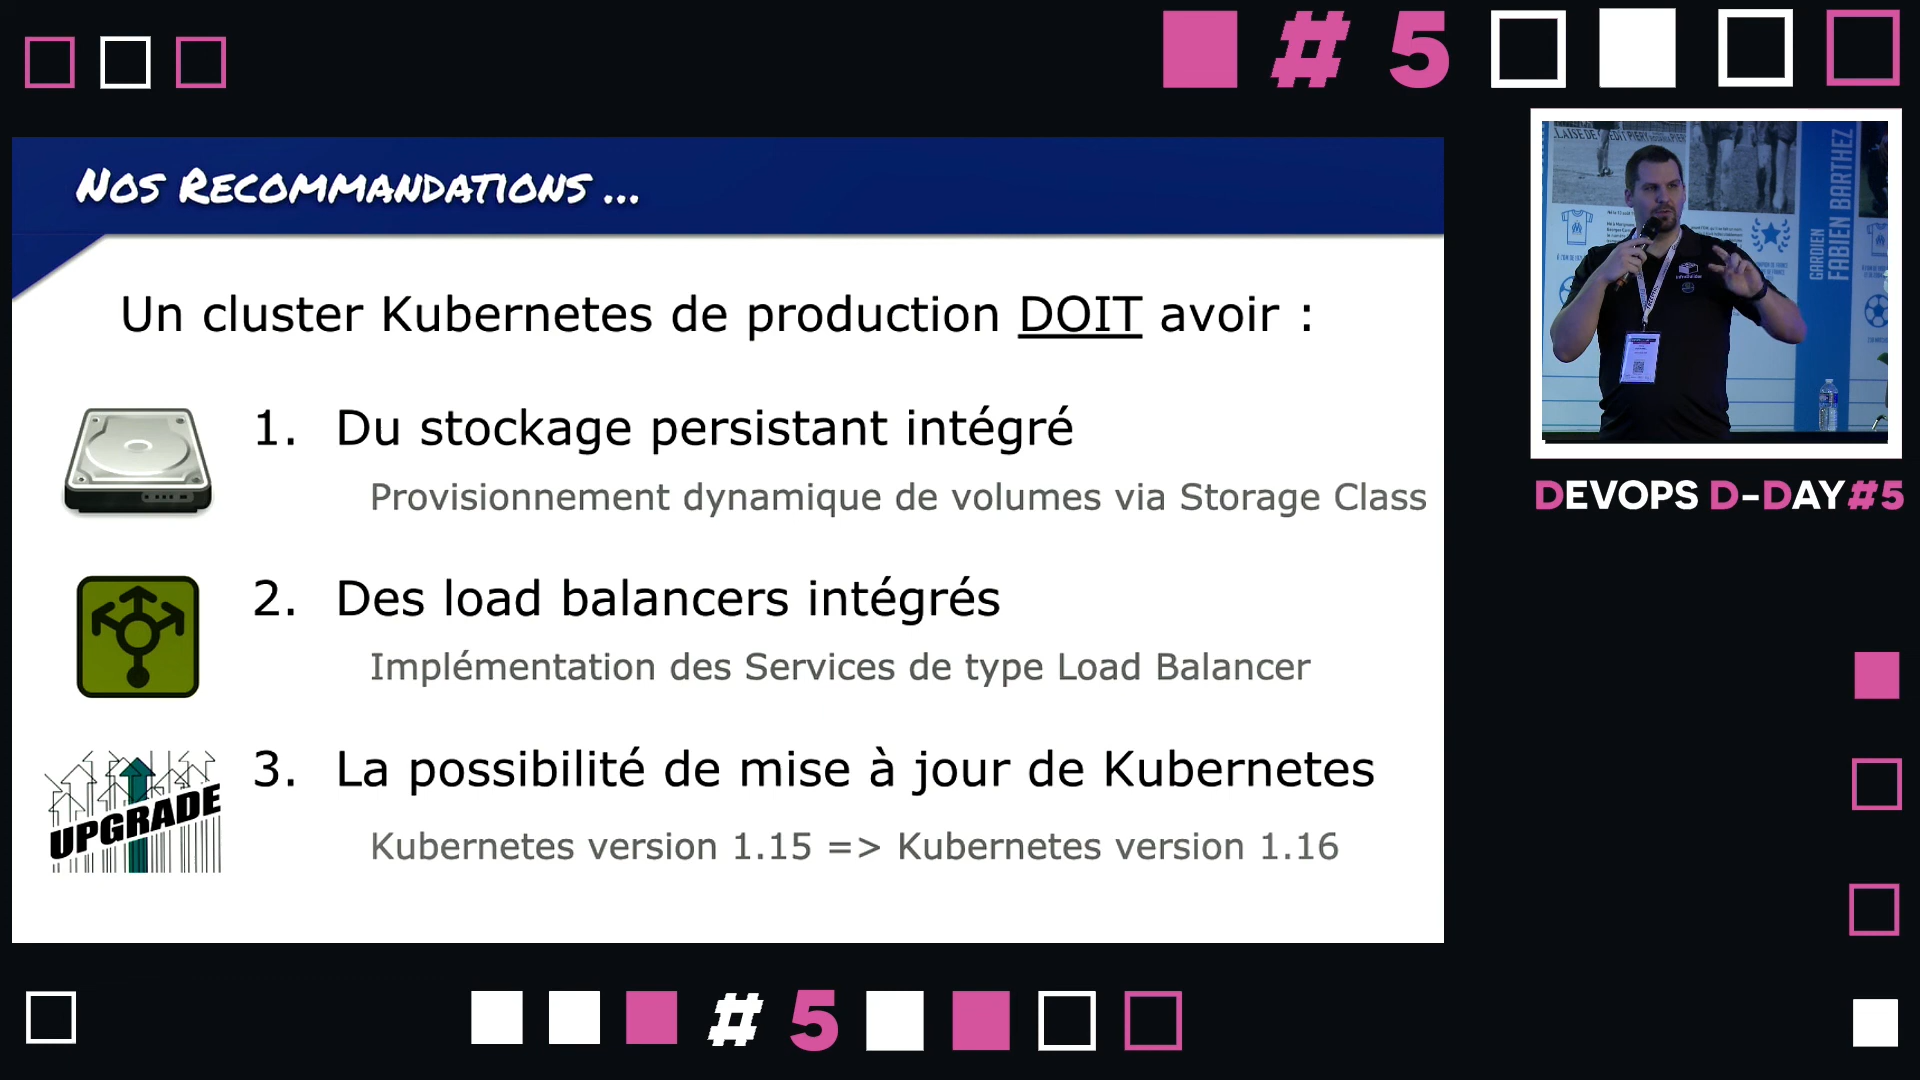 # 5
NOS RECOMMANDATIONS ...
Un cluster Kubernetes de production DOIT avoir :
1. Du stockage persistant intégré
Provisionnement dynamique de volumes via Storage Class
2. Des load balancers intégrés
Implémentation des Services de type Load Balancer
UPGRADE
3. La possibilité de mise à jour de Kubernetes
Kubernetes version 1.15 => Kubernetes version 1.16
GARDIEN
FABIEN BARTHEZ
DEVOPS D-DAY#5
# 5